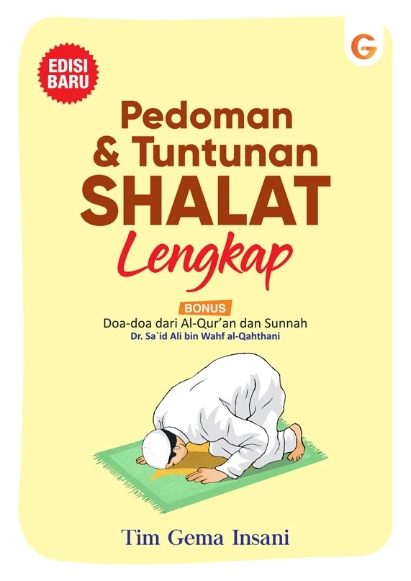 G
EDISI
BARU
Pedoman
& Tuntunan
SHALAT
Lengkap
BONUS
Doa-doa dari Al-Qur'an dan Sunnah
Dr. Sa`id Ali bin Wahf al-Qahthani
Tim Gema Insani